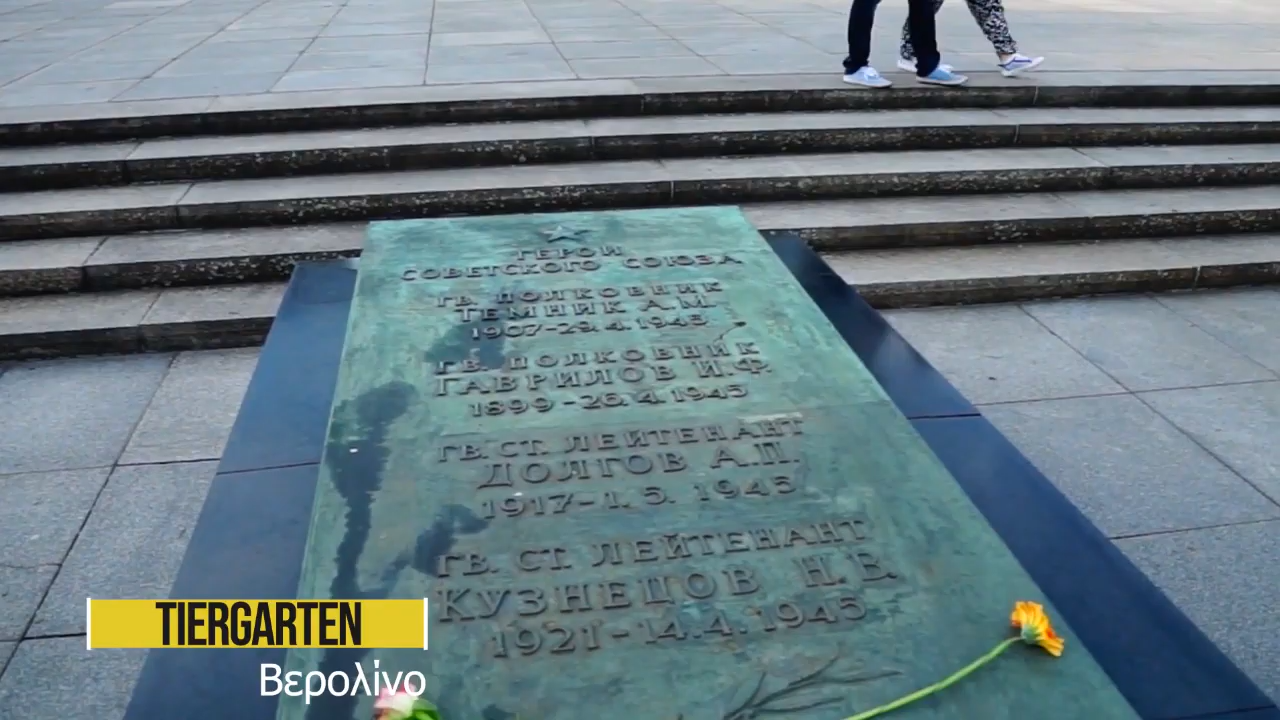 ГЕРОИ
СОВЕТСКОГО СОЮЗА
ГВ. ПОЛКОВНИК
ТЕМНИК А.М.
1907-29.4.1945
ГВ. ПОЛКОВНИК
ГАВРИЛОВ И.Ф.
1899-26.4.1945
ГВ. СТ. ЛЕЙТЕНАНТ
ДОЛГОВ А.П.
1917-1.5.1945
ГВ. СТ. ЛЕЙТЕНАНТ
КУЗНЕЦОВ Н.В.
1921-14.4.1945
TIERGARTEN
Βερολίνο